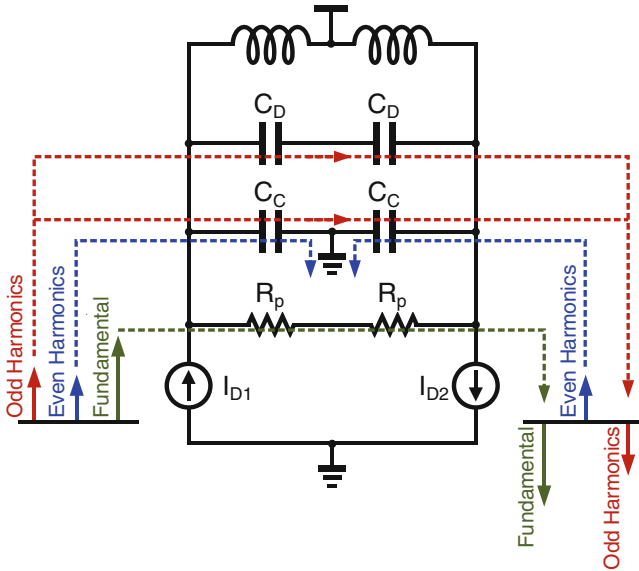 C_D C_D
C_C C_C
R_p R_p
I_D1 I_D2
Odd Harmonics
Even Harmonics
Fundamental
Even Harmonics
Fundamental
Odd Harmonics